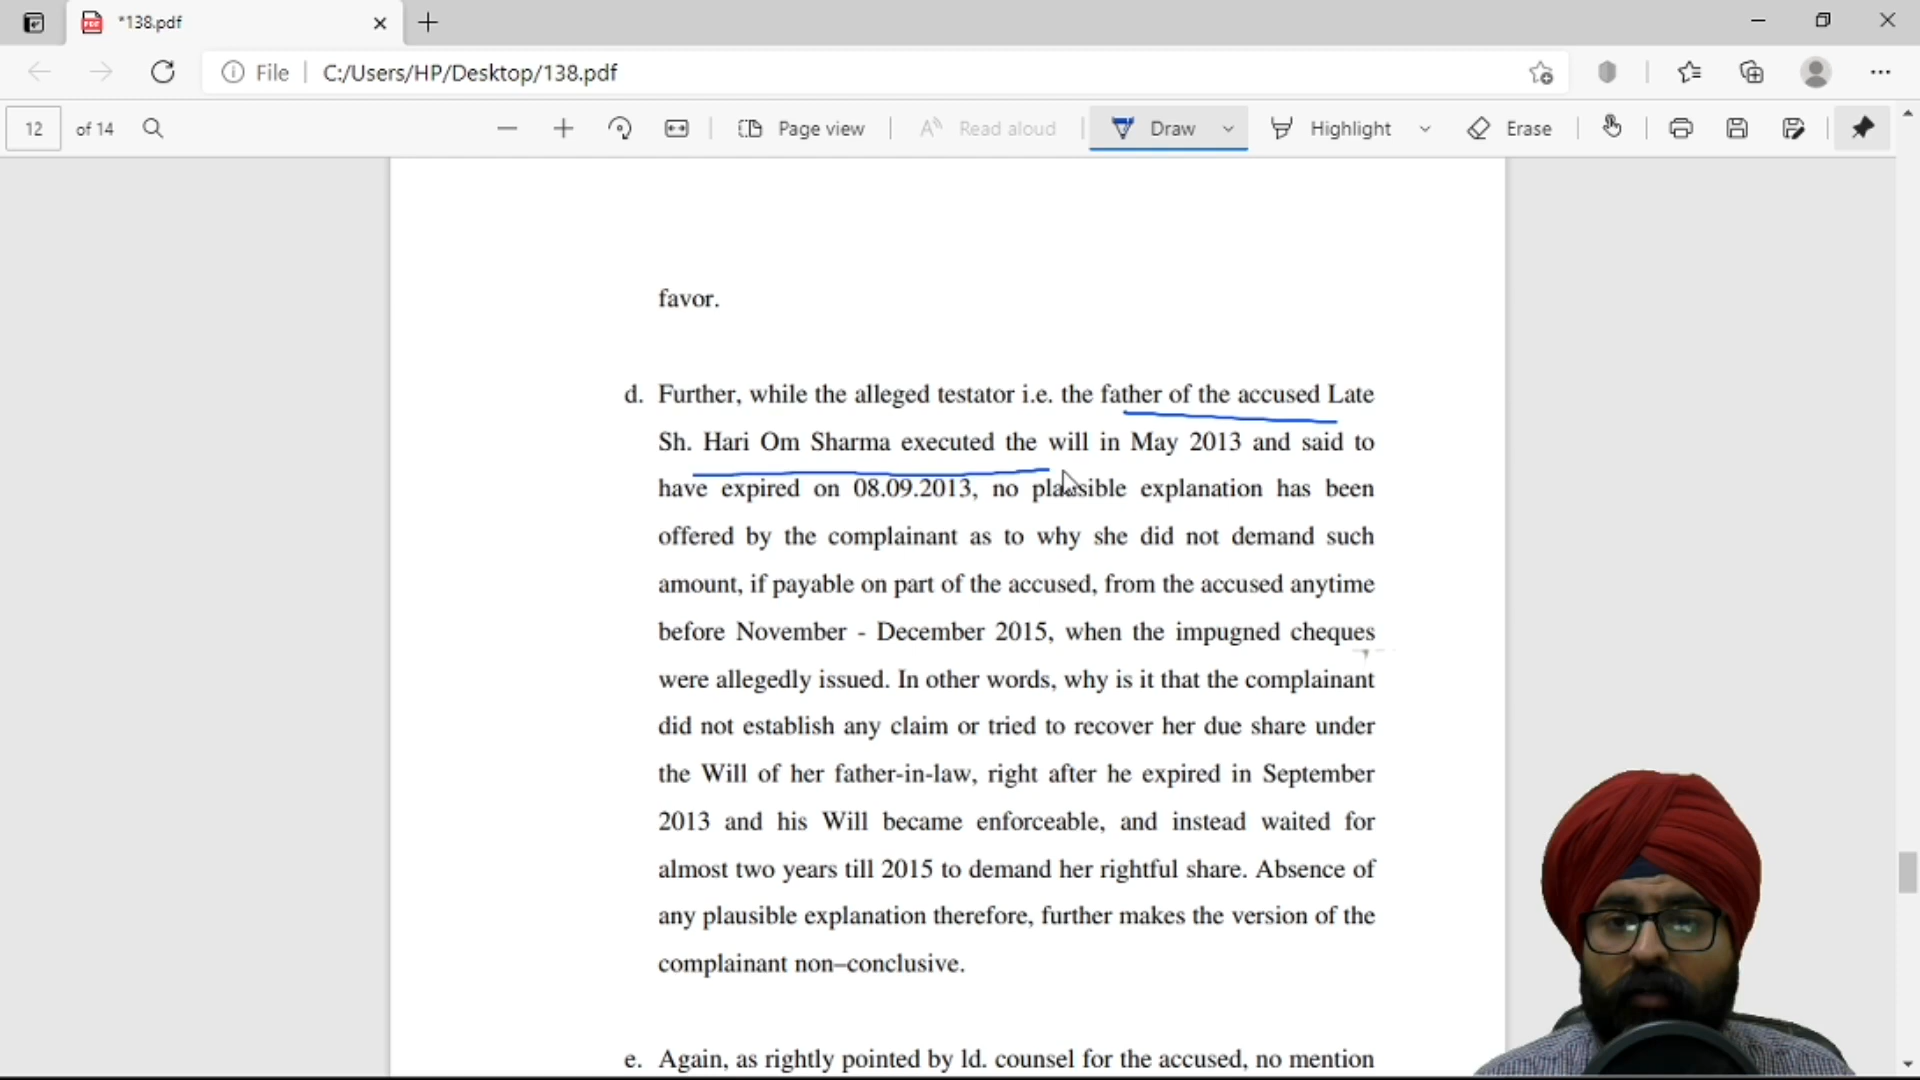 *138.pdf
File
C:/Users/HP/Desktop/138.pdf
12 of 14
Page view
Read aloud
Draw
Highlight
Erase
favor.
d. Further, while the alleged testator i.e. the father of the accused Late
Sh. Hari Om Sharma executed the will in May 2013 and said to
have expired on 08.09.2013, no plausible explanation has been
offered by the complainant as to why she did not demand such
amount, if payable on part of the accused, from the accused anytime
before November - December 2015, when the impugned cheques
were allegedly issued. In other words, why is it that the complainant
did not establish any claim or tried to recover her due share under
the Will of her father-in-law, right after he expired in September
2013 and his Will became enforceable, and instead waited for
almost two years till 2015 to demand her rightful share. Absence of
any plausible explanation therefore, further makes the version of the
complainant non–conclusive.
e. Again, as rightly pointed by ld. counsel for the accused, no mention